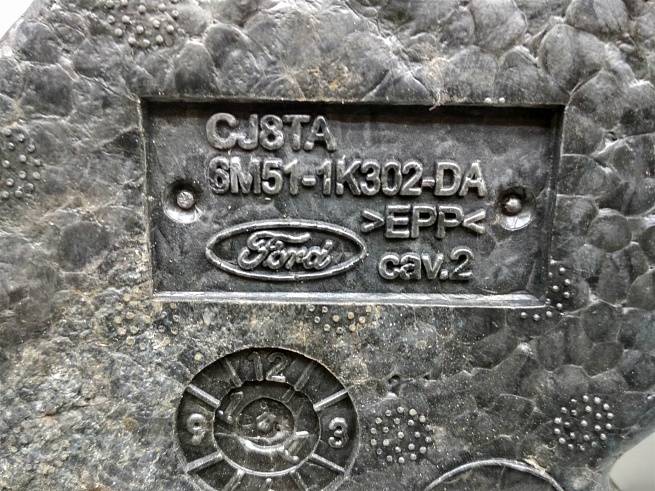 CJ8TA
6M51-1K302-DA
>EPP<
Ford
cav.2
12
9
3